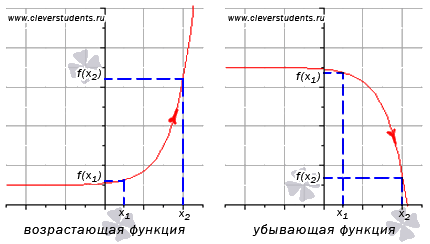 www.cleverstudents.ru
f(x₂)
f(x₁)
x₁
x₂
возрастающая функция
www.cleverstudents.ru
f(x₁)
f(x₂)
x₁
x₂
убывающая функция